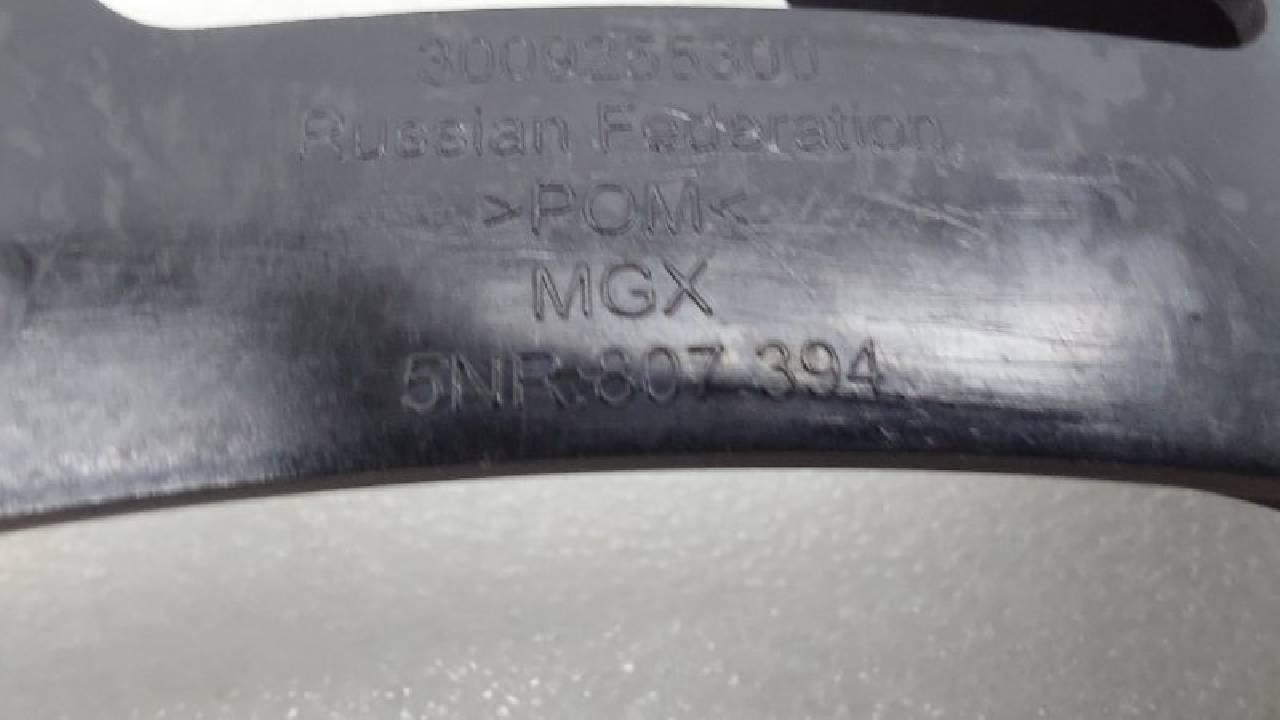 3009255300
Russian Federation
>POM<
MGX
5NR.807.394